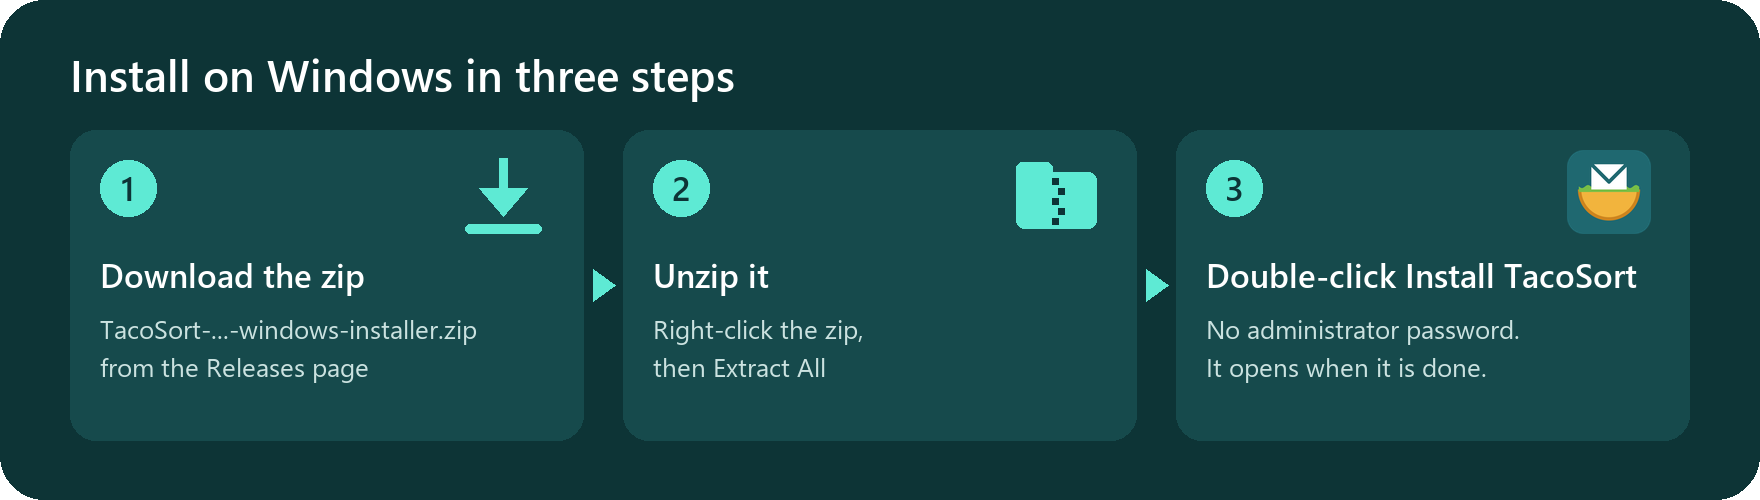 Install on Windows in three steps
1
Download the zip
TacoSort-...-windows-installer.zip
from the Releases page
2
Unzip it
Right-click the zip,
then Extract All
3
Double-click Install TacoSort
No administrator password.
It opens when it is done.